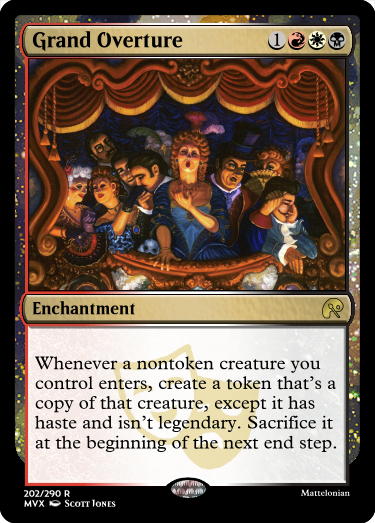 Grand Overture
1
Enchantment
Whenever a nontoken creature you
control enters, create a token that's a
copy of that creature, except it has
haste and isn't legendary. Sacrifice it
at the beginning of the next end step.
202/290 R
MVX Scott Jones
Mattelonian